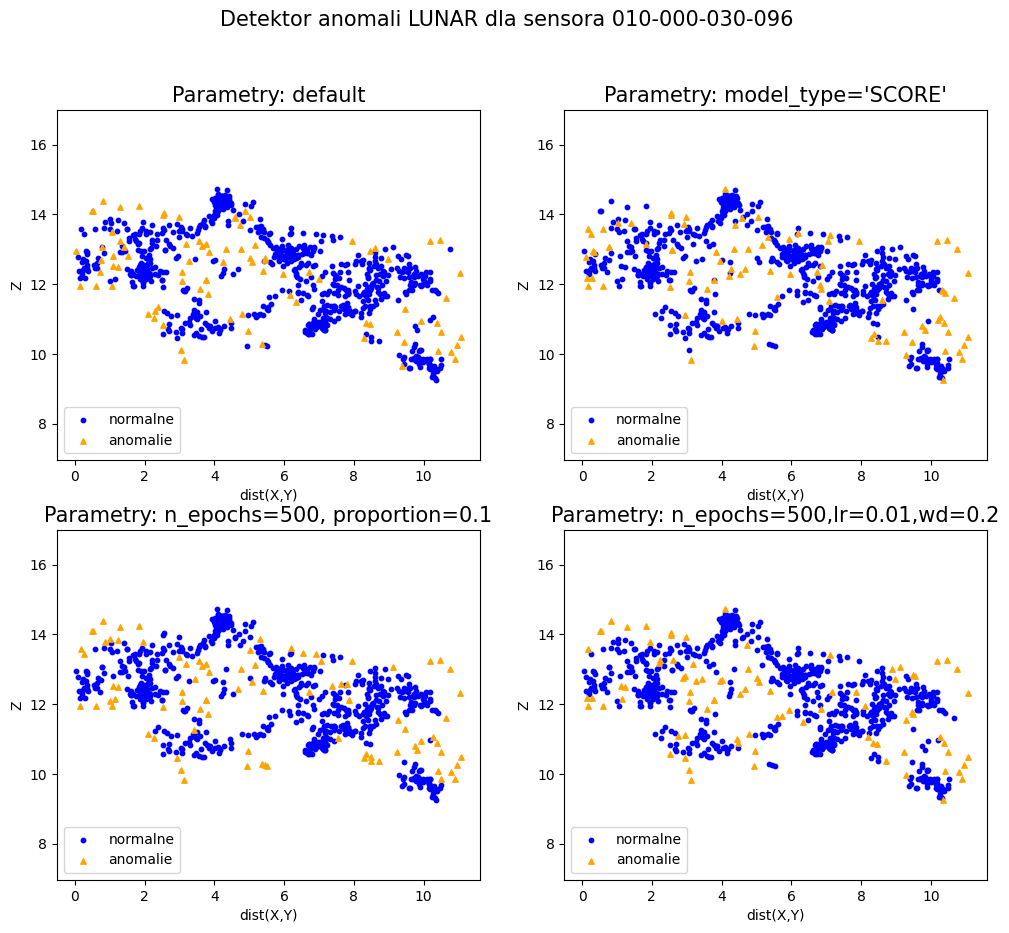 Detektor anomali LUNAR dla sensora 010-000-030-096
Parametry: default
16
14
12
10
8
Z
0 2 4 6 8 10
dist(X,Y)
normalne
anomalie
Parametry: model_type='SCORE'
16
14
12
10
8
Z
0 2 4 6 8 10
dist(X,Y)
normalne
anomalie
Parametry: n_epochs=500, proportion=0.1
16
14
12
10
8
Z
0 2 4 6 8 10
dist(X,Y)
normalne
anomalie
Parametry: n_epochs=500,lr=0.01,wd=0.2
16
14
12
10
8
Z
0 2 4 6 8 10
dist(X,Y)
normalne
anomalie